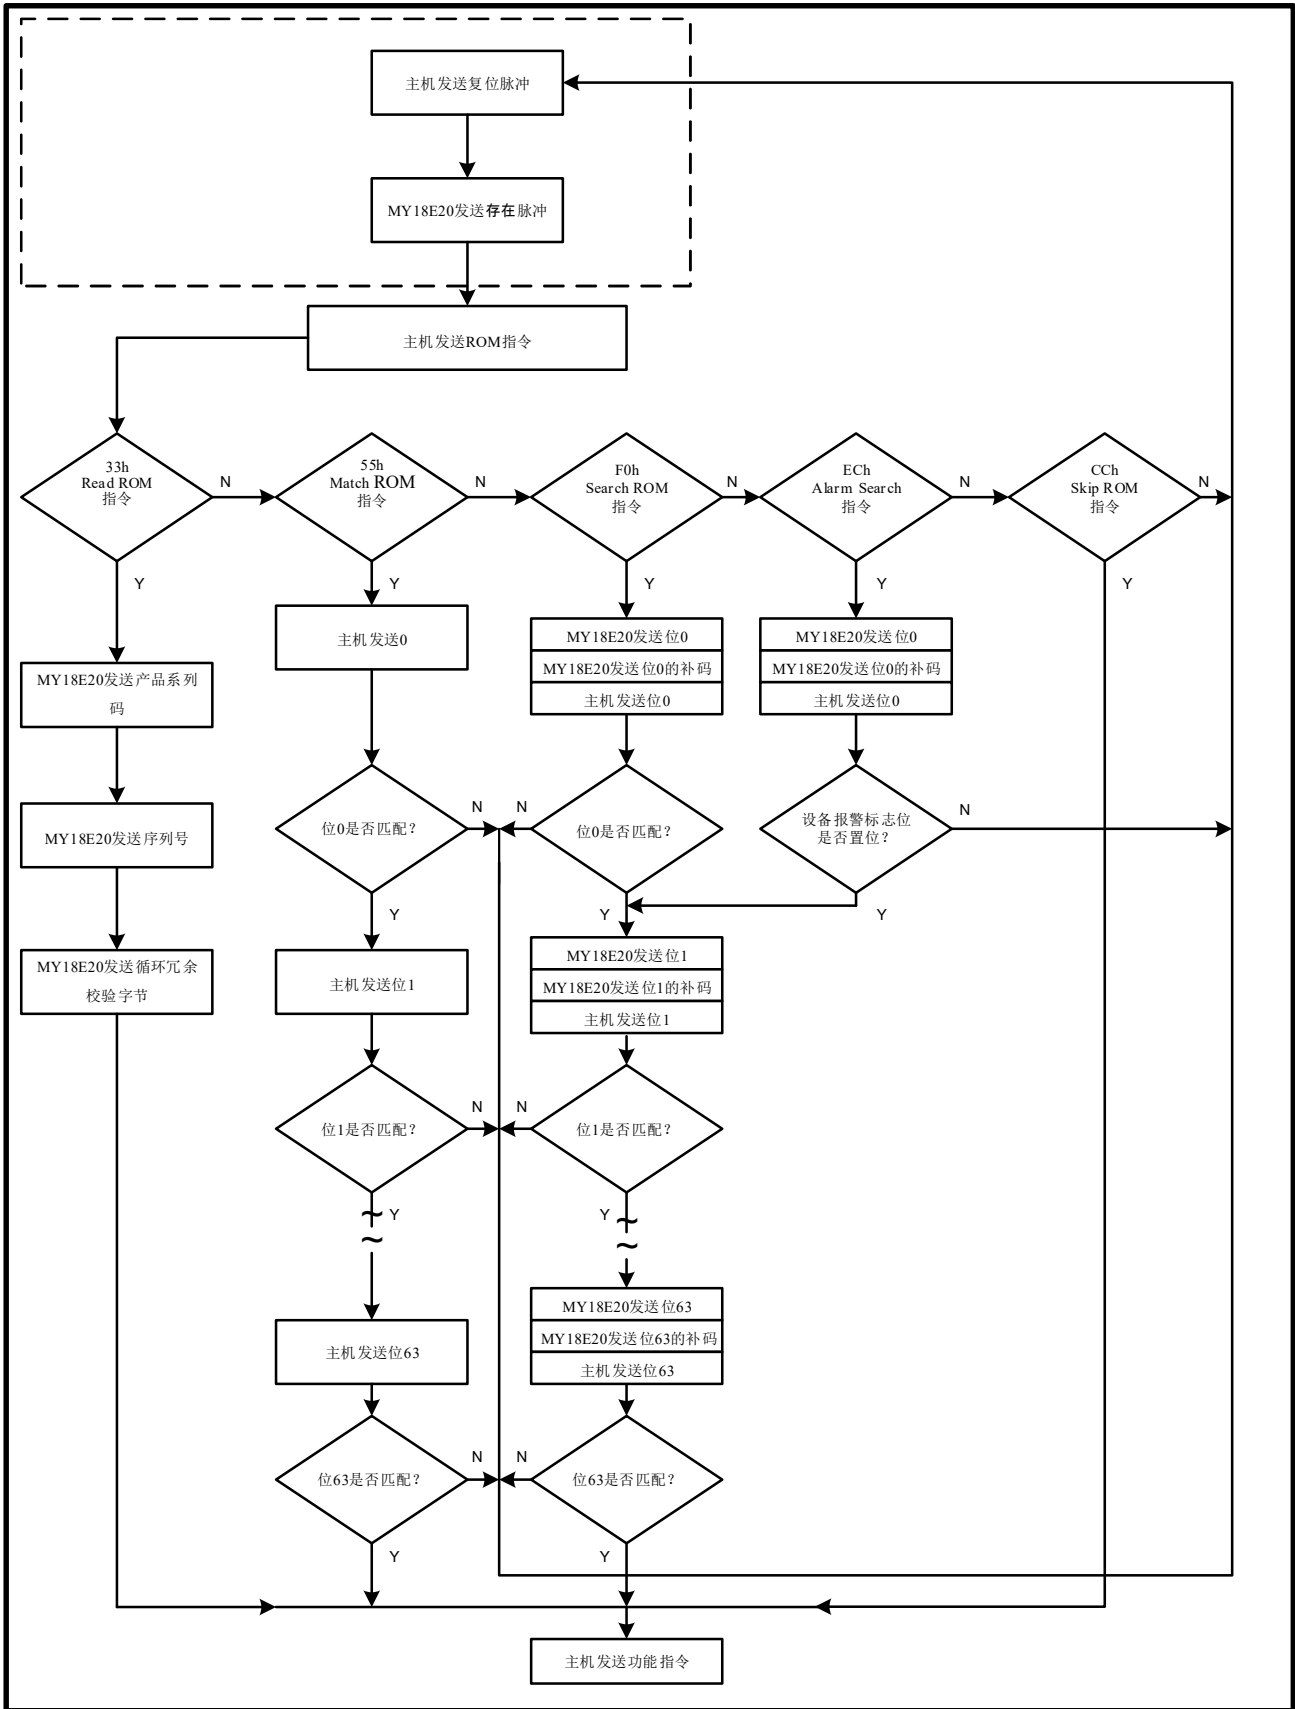 主机发送复位脉冲
MY18E20发送存在脉冲
主机发送ROM指令
33h
Read ROM
指令
N
55h
Match ROM
指令
N
F0h
Search ROM
指令
N
ECh
Alarm Search
指令
N
CCh
Skip ROM
指令
N
Y
Y
Y
Y
Y
MY18E20发送产品系列
码
MY18E20发送序列号
MY18E20发送循环冗余
校验字节
主机发送0
位0是否匹配?
N
Y
主机发送位1
位1是否匹配?
N
Y
主机发送位63
位63是否匹配?
N
Y
MY18E20发送位0
MY18E20发送位0的补码
主机发送位0
N
位0是否匹配?
Y
MY18E20发送位1
MY18E20发送位1的补码
主机发送位1
N
位1是否匹配?
Y
MY18E20发送位63
MY18E20发送位63的补码
主机发送位63
N
位63是否匹配?
Y
MY18E20发送位0
MY18E20发送位0的补码
主机发送位0
设备报警标志位
是否置位?
N
Y
主机发送功能指令